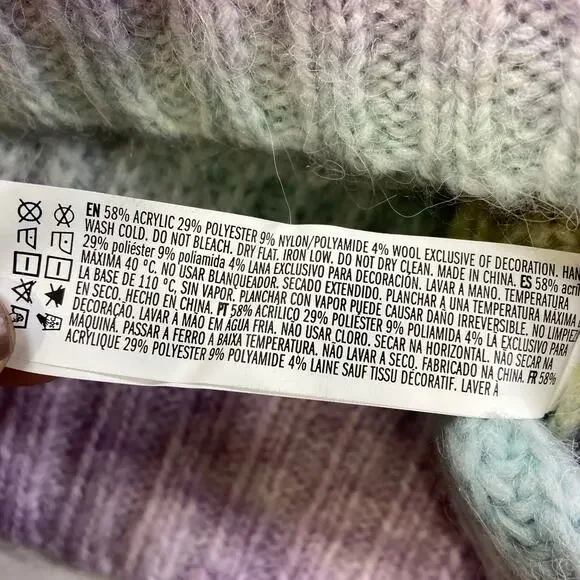 EN 58% ACRYLIC 29% POLYESTER 9% NYLON/POLYAMIDE 4% WOOL EXCLUSIVE OF DECORATION. HAN
WASH COLD. DO NOT BLEACH. DRY FLAT. IRON LOW. DO NOT DRY CLEAN. MADE IN CHINA. ES 58% acríl
29% poliéster 9% poliamida 4% LANA EXCLUSIVO PARA DECORACIÓN. LAVAR A MANO. TEMPERATURA
MÁXIMA 40 °C. NO USAR BLANQUEADOR. SECADO EXTENDIDO. PLANCHAR A UNA TEMPERATURA MÁXIMA
LA BASE DE 110 °C, SIN VAPOR. PLANCHAR CON VAPOR PUEDE CAUSAR DAÑO IRREVERSIBLE. NO LIMPIEZ
EN SECO. HECHO EN CHINA. PT 58% ACRÍLICO 29% POLIÉSTER 9% POLIAMIDA 4% LA EXCLUSIVO PARA
DECORAÇÃO. LAVAR À MÃO EM ÁGUA FRIA. NÃO USAR CLORO. SECAR NA HORIZONTAL. NÃO SECAR NA
MÁQUINA. PASSAR A FERRO A BAIXA TEMPERATURA. NÃO LAVAR A SECO. FABRICADO NA CHINA. FR 58%
ACRYLIQUE 29% POLYESTER 9% POLYAMIDE 4% LAINE SAUF TISSU DÉCORATIF. LAVER À